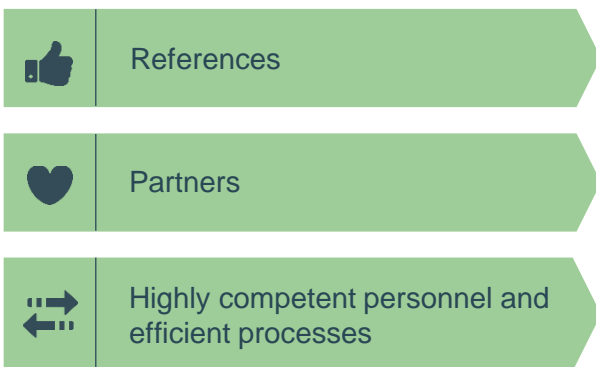 References
Partners
Highly competent personnel and
efficient processes